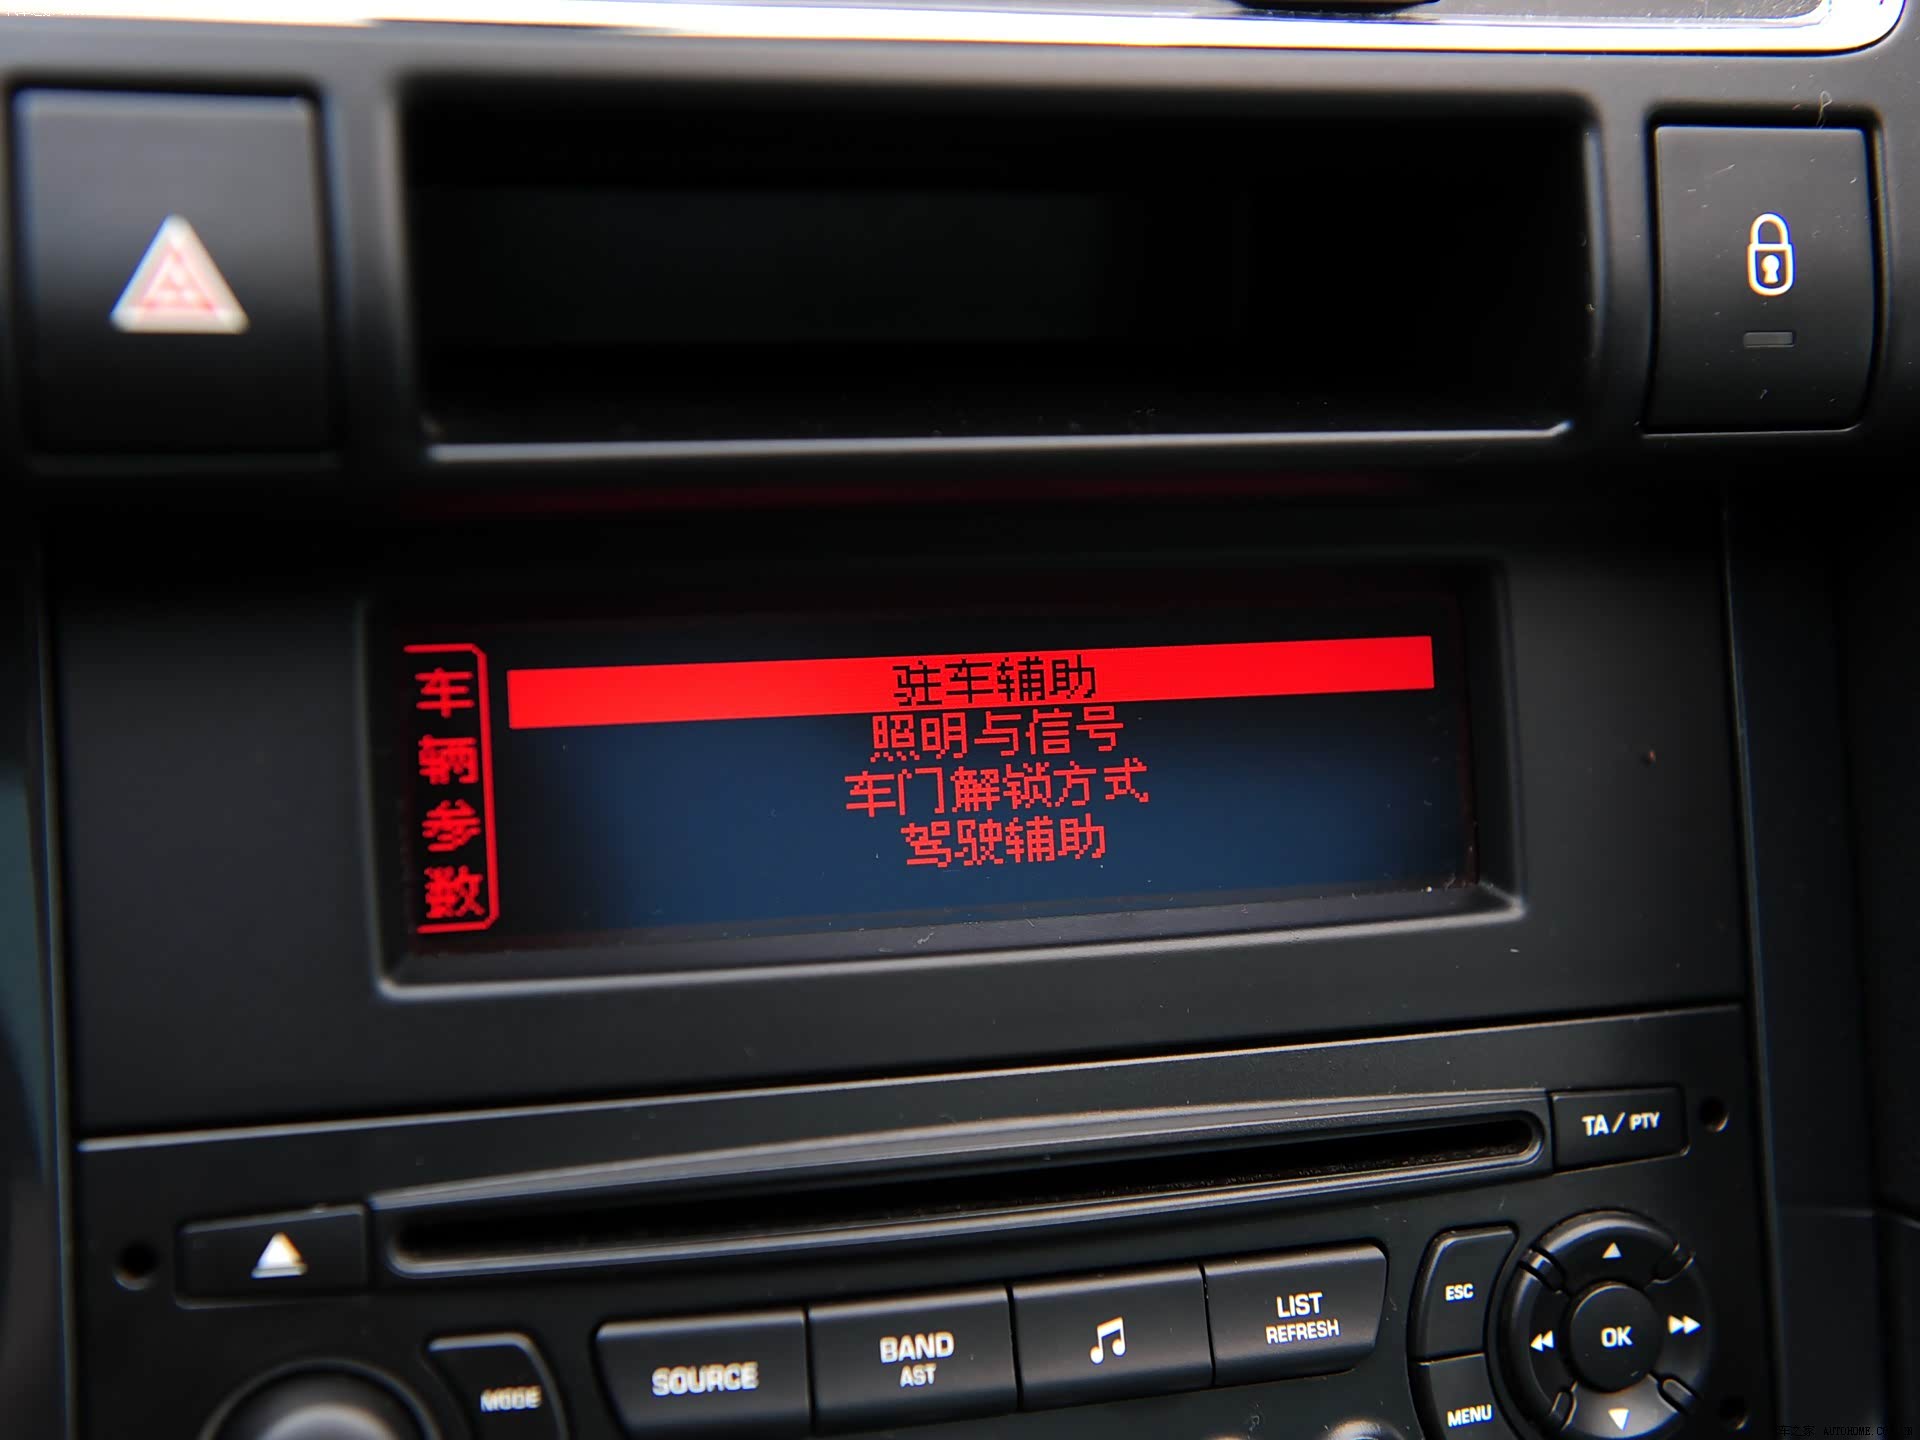 车辆参数
驻车辅助
照明与信号
车门解锁方式
驾驶辅助
TA / PTY
MODE
SOURCE
BAND
AST
LIST
REFRESH
ESC
OK
MENU